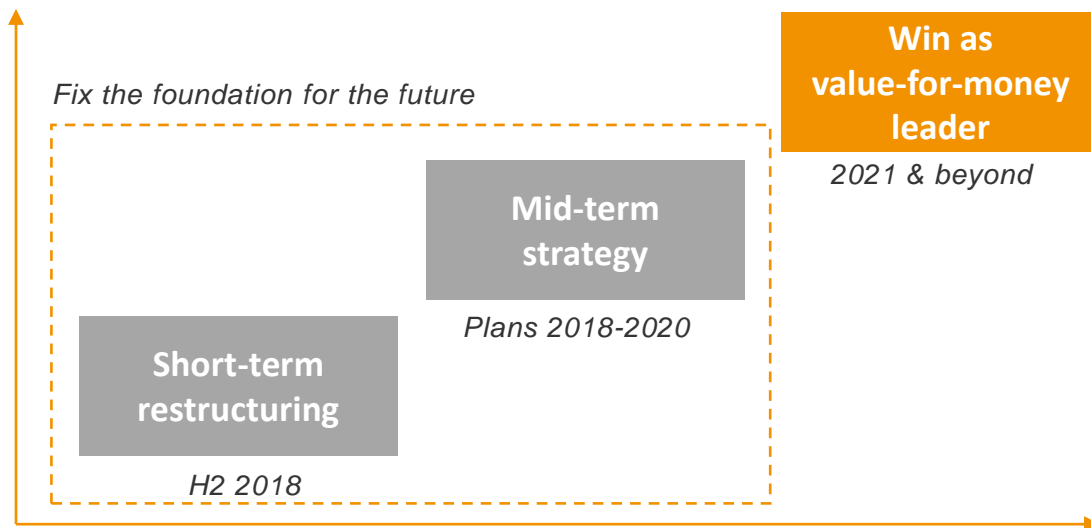 Win as
value-for-money
leader
2021 & beyond
Fix the foundation for the future
Mid-term
strategy
Plans 2018-2020
Short-term
restructuring
H2 2018